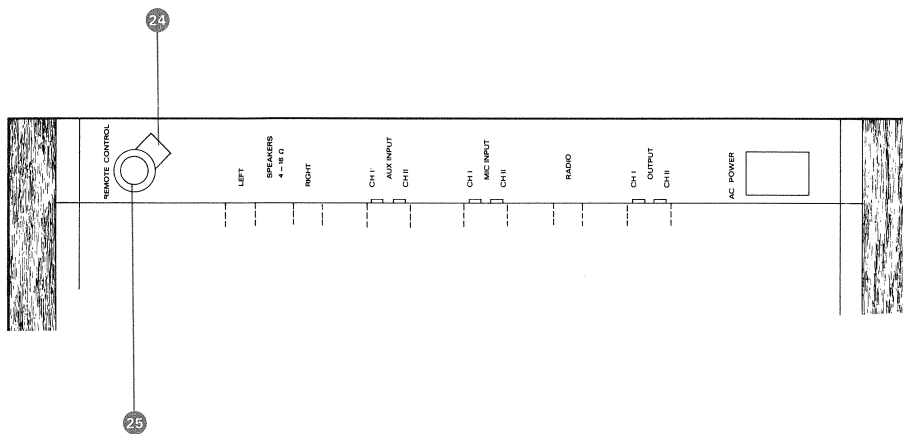 24
REMOTE CONTROL
LEFT
SPEAKERS
4 – 16 Ω
RIGHT
CH I
AUX INPUT
CH II
CH I
MIC INPUT
CH II
RADIO
CH I
OUTPUT
CH II
AC POWER
25